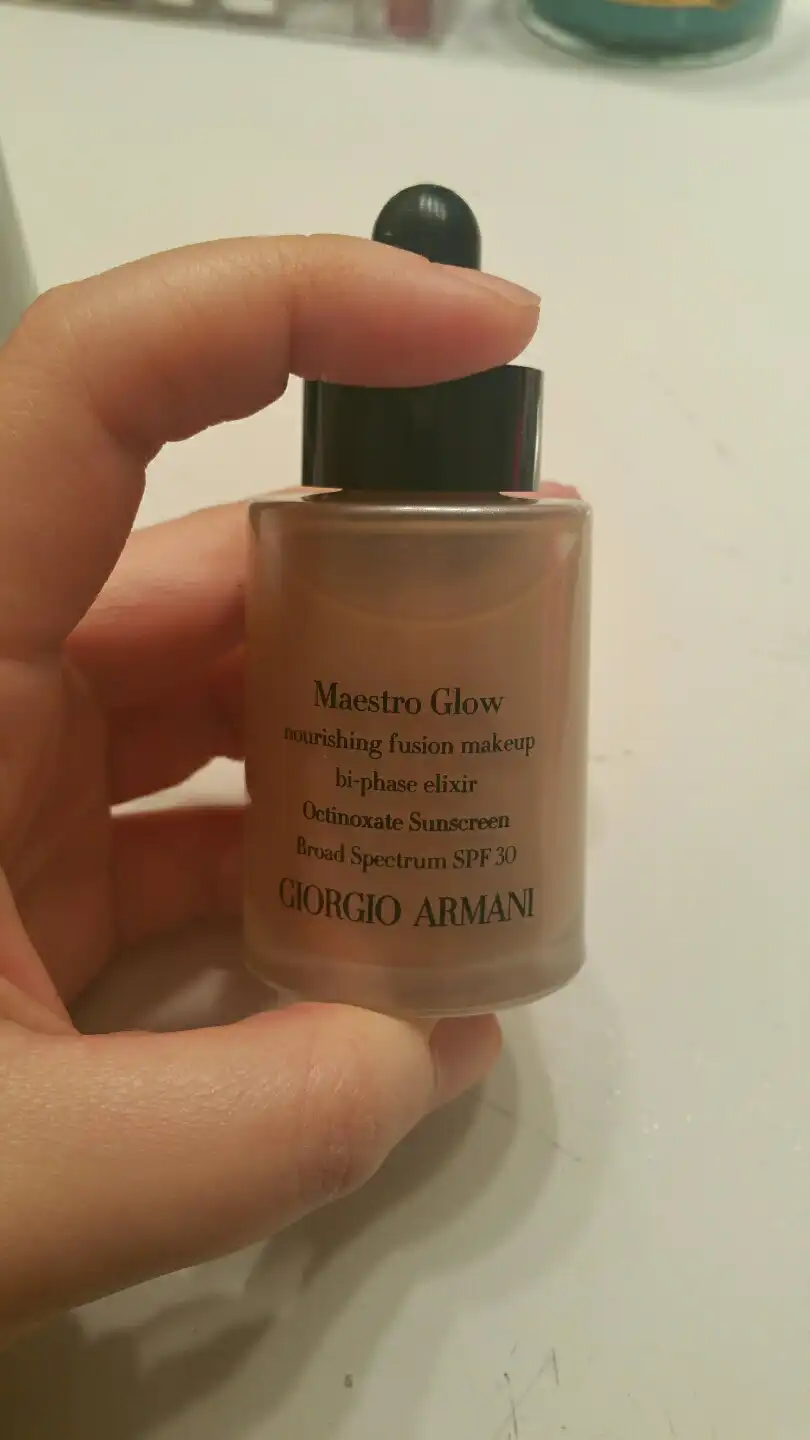 Maestro Glow
nourishing fusion makeup
bi-phase elixir
Octinoxate Sunscreen
Broad Spectrum SPF 30
GIORGIO ARMANI